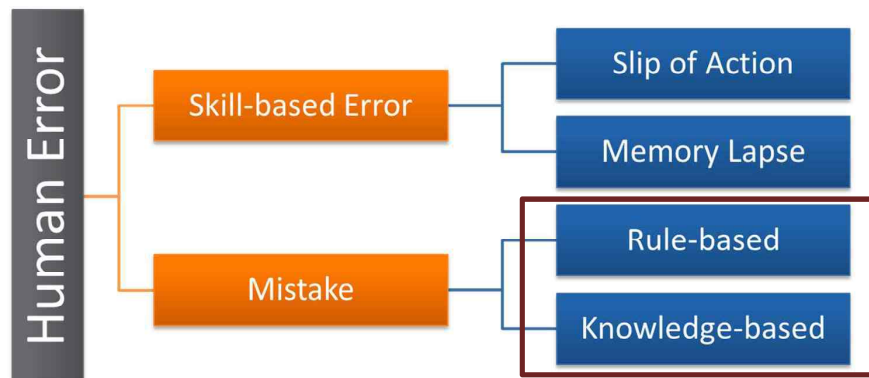 Human Error
Skill-based Error
Slip of Action
Memory Lapse
Mistake
Rule-based
Knowledge-based